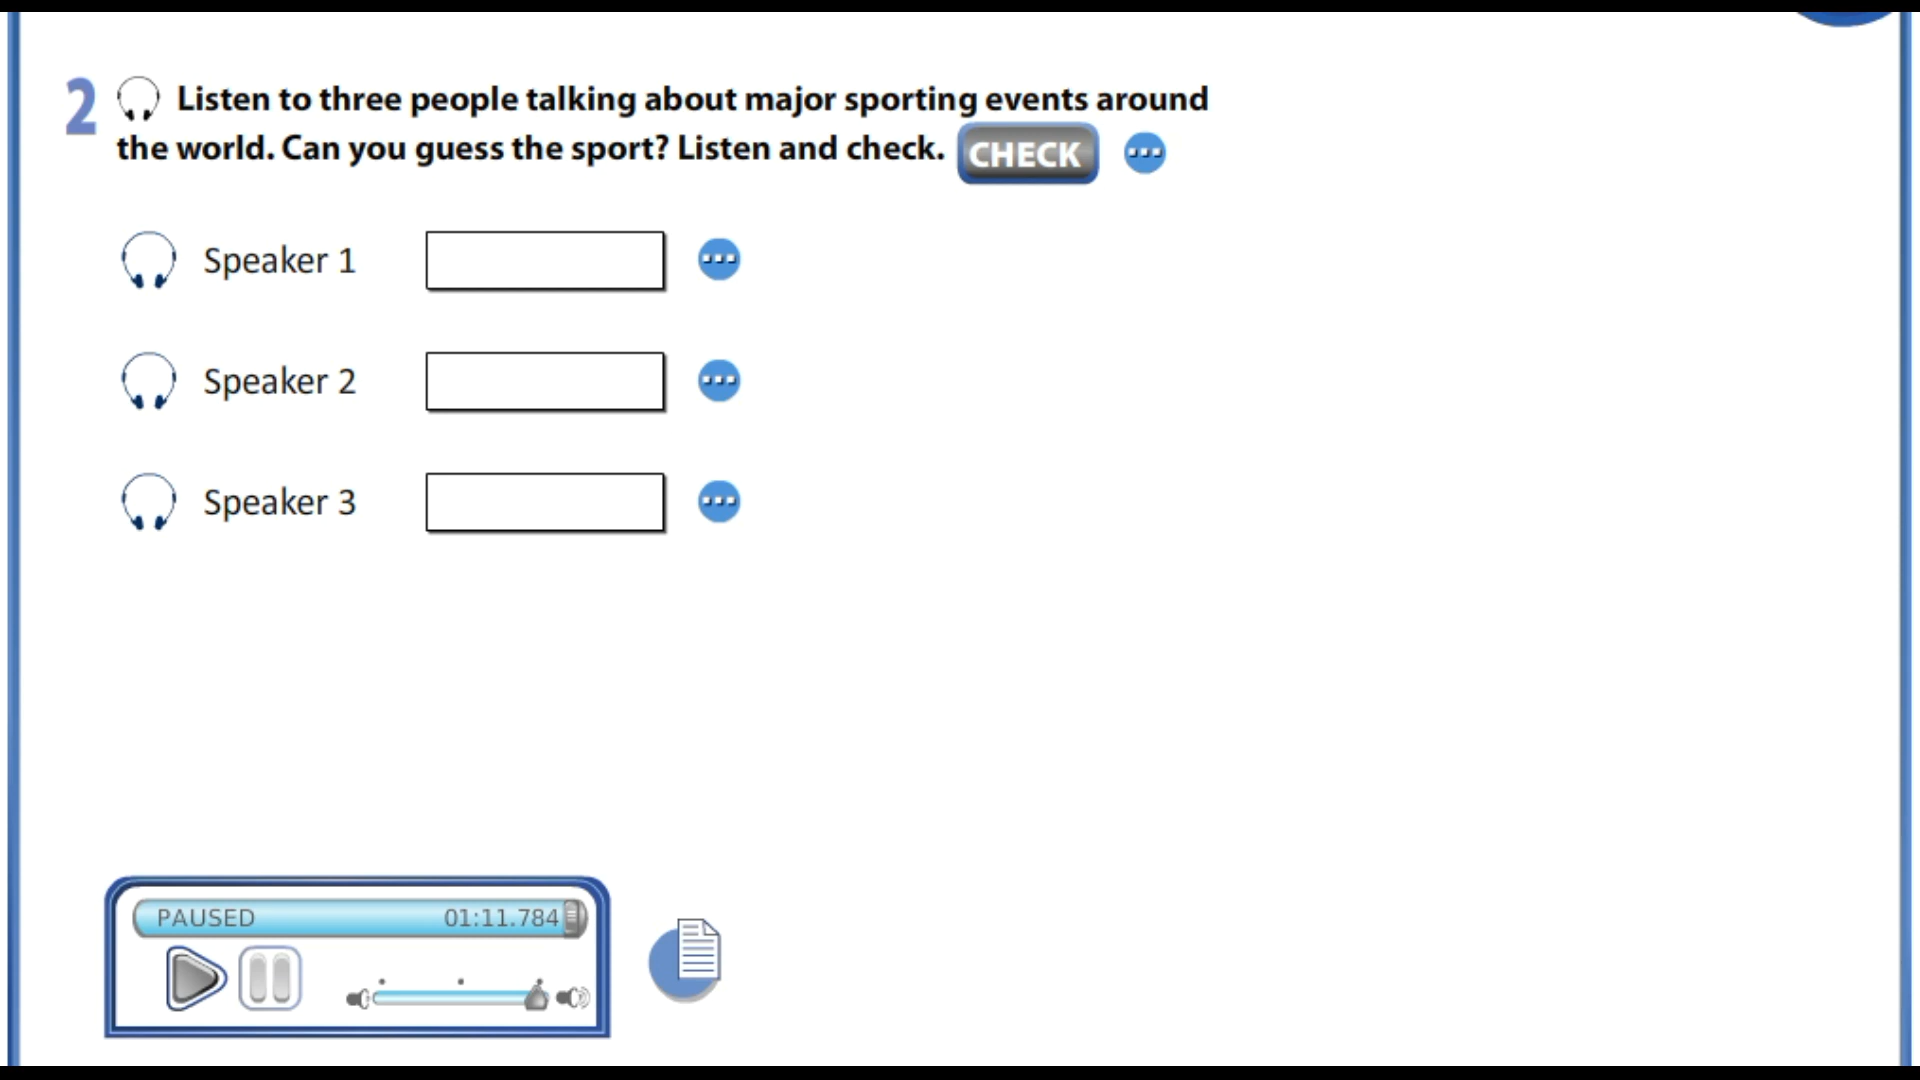 2 Listen to three people talking about major sporting events around
the world. Can you guess the sport? Listen and check. CHECK
Speaker 1
Speaker 2
Speaker 3
PAUSED 01:11.784